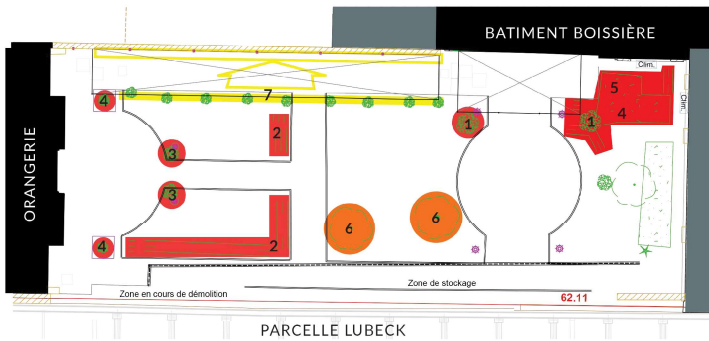 BATIMENT BOISSIÈRE
ORANGERIE
Clim.
Clim.
7
4
1
5
4
1
2
3
3
6
6
4
2
Zone de stockage
Zone en cours de démolition
62.11
PARCELLE LUBECK